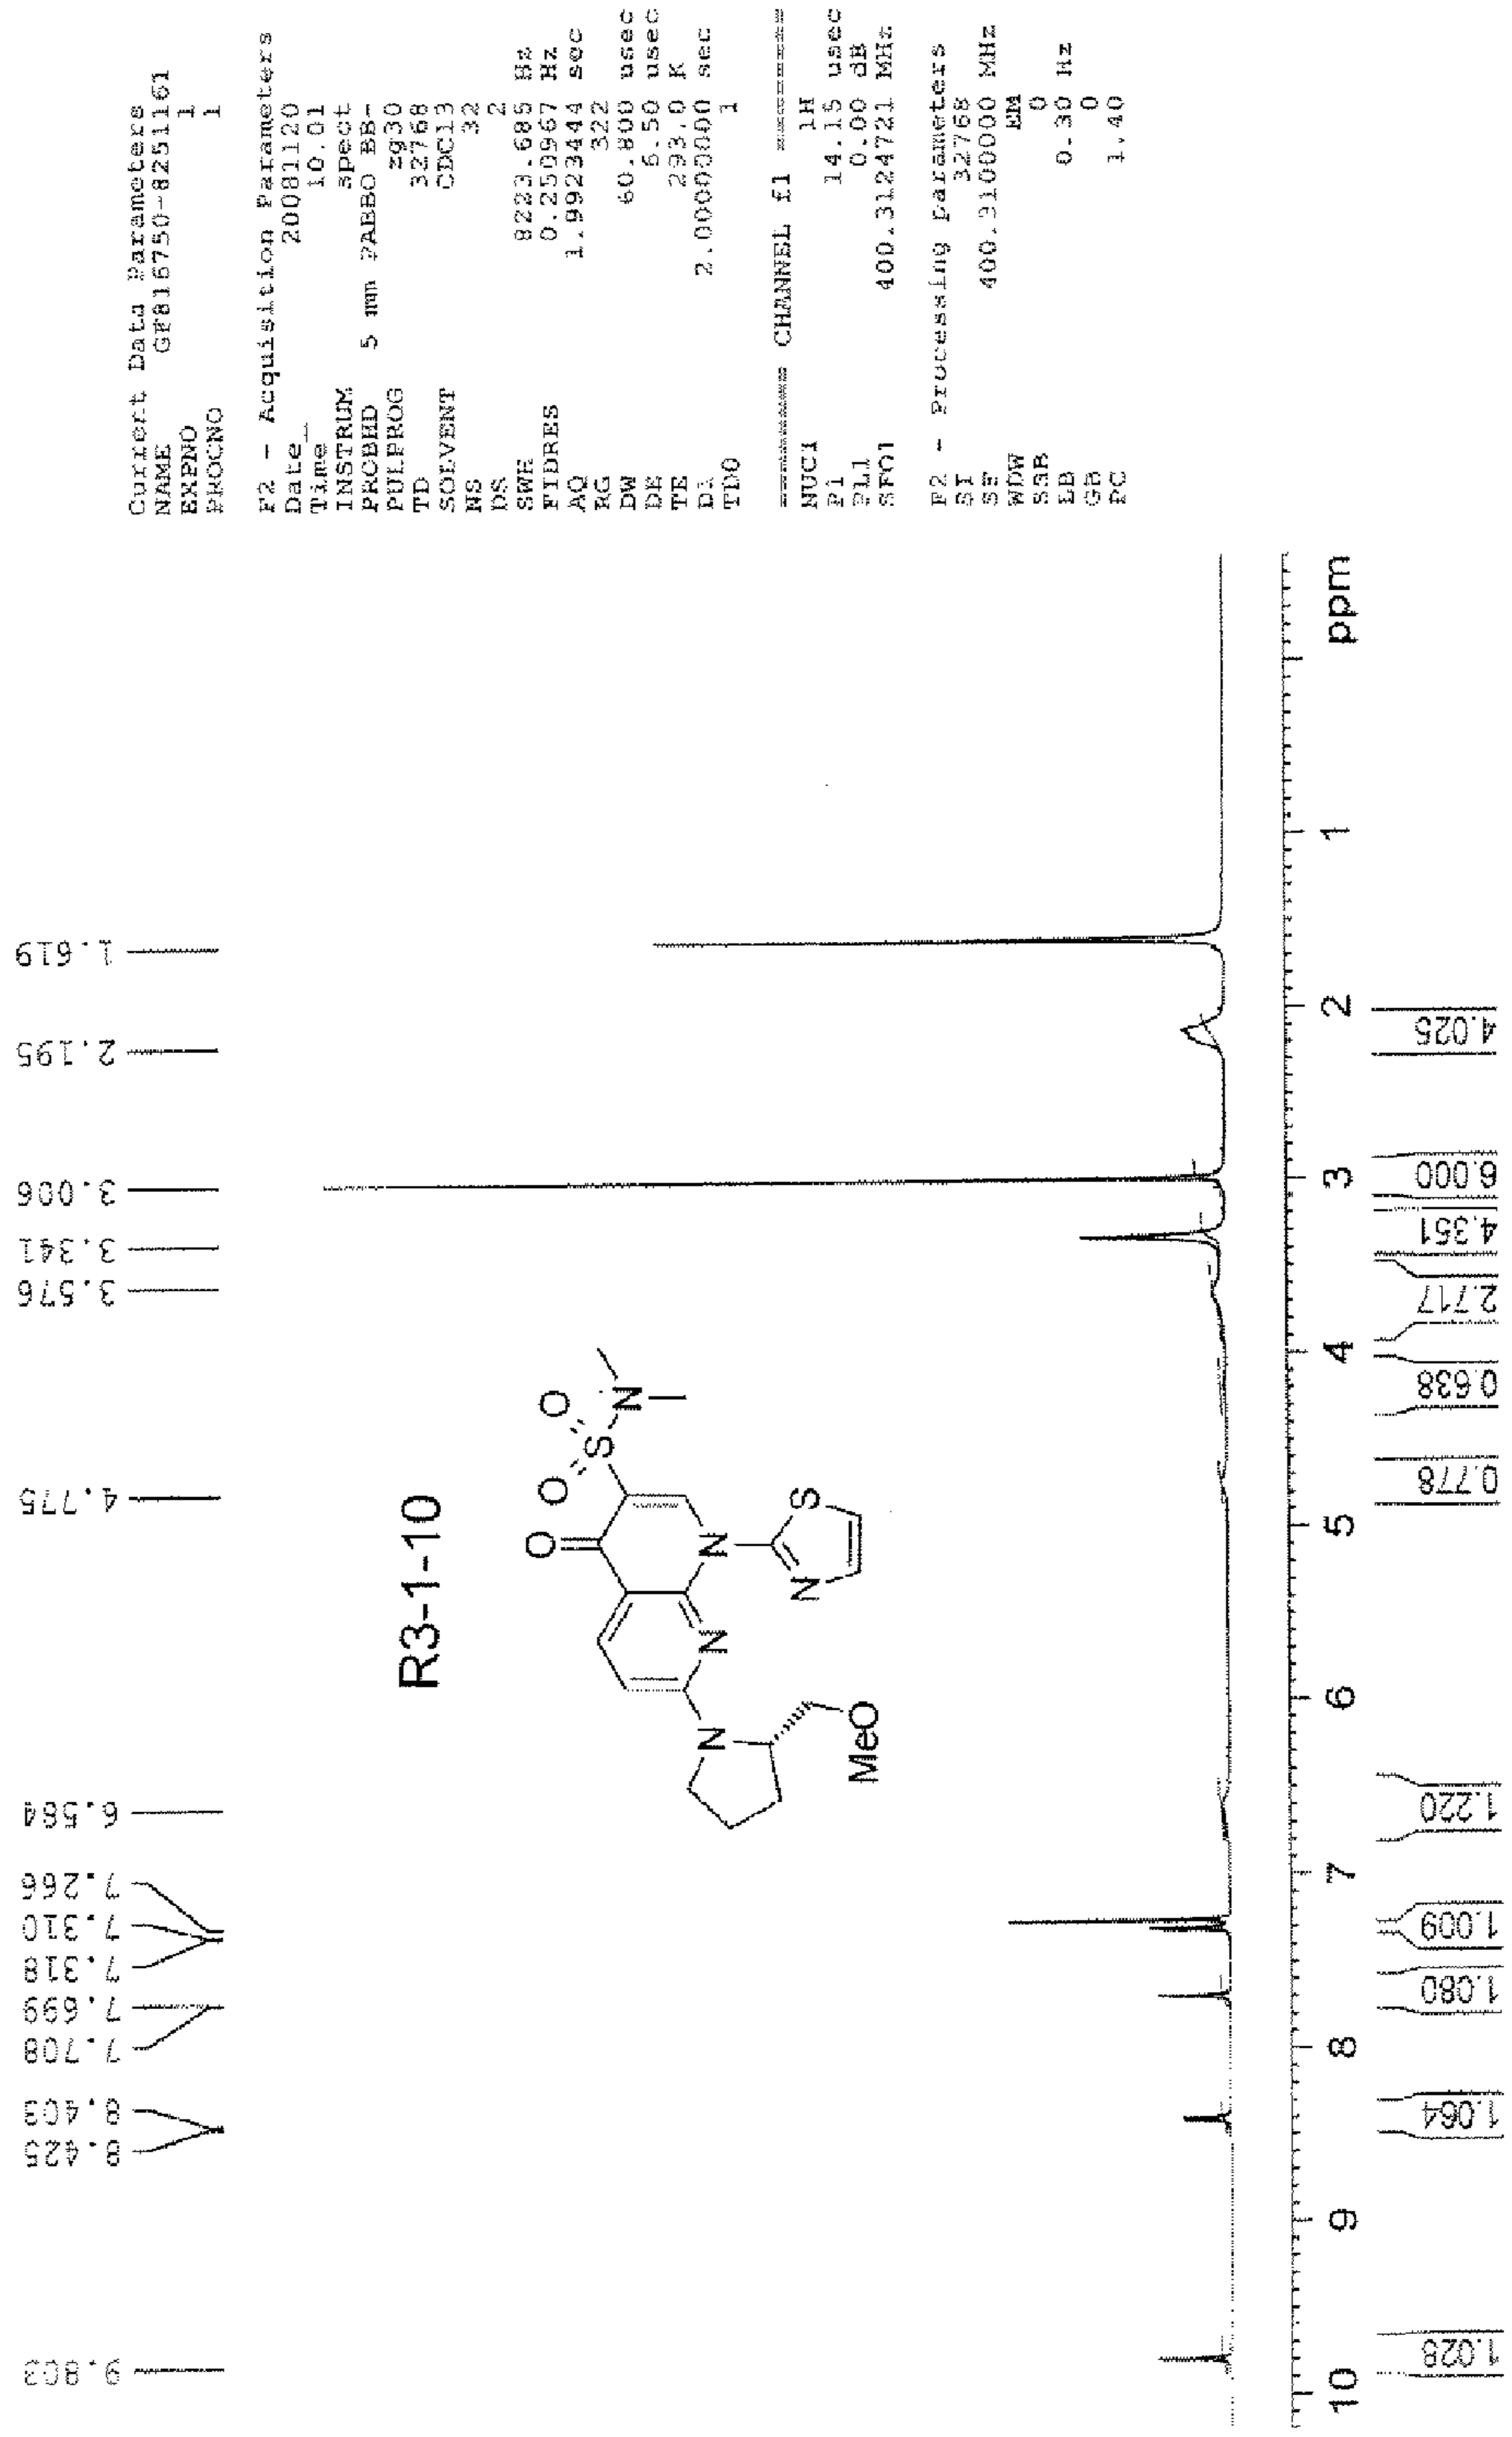 Current Data Parameters
NAME GF816750-8251161
EXPNO 1
PROCNO 1
F2 - Acquisition Parameters
Date_ 20081120
Time 10.01
INSTRUM spect
PROBHD 5 mm PABBO BB-
PULPROG zg30
TD 32768
SOLVENT CDCl3
NS 32
DS 2
SWH 8223.685 Hz
FIDRES 0.250967 Hz
AQ 1.9923444 sec
RG 322
DW 60.800 usec
DE 6.50 usec
TE 293.0 K
D1 2.00000000 sec
TD0 1
======== CHANNEL f1 ========
NUC1 1H
P1 14.15 usec
PL1 0.00 dB
SFO1 400.3124721 MHz
F2 - Processing parameters
SI 32768
SF 400.3100000 MHz
WDW EM
SSB 0
LB 0.30 Hz
GB 0
PC 1.40
9.803
8.425
8.403
7.708
7.699
7.318
7.310
7.266
6.584
4.775
3.576
3.341
3.006
2.195
1.619
R3-1-10
O
O
O
S
N
N
N
N
N
S
MeO
10 9 8 7 6 5 4 3 2 1 ppm
1.028
1.064
1.080
1.009
1.220
0.778
0.638
2.717
4.351
6.000
4.025